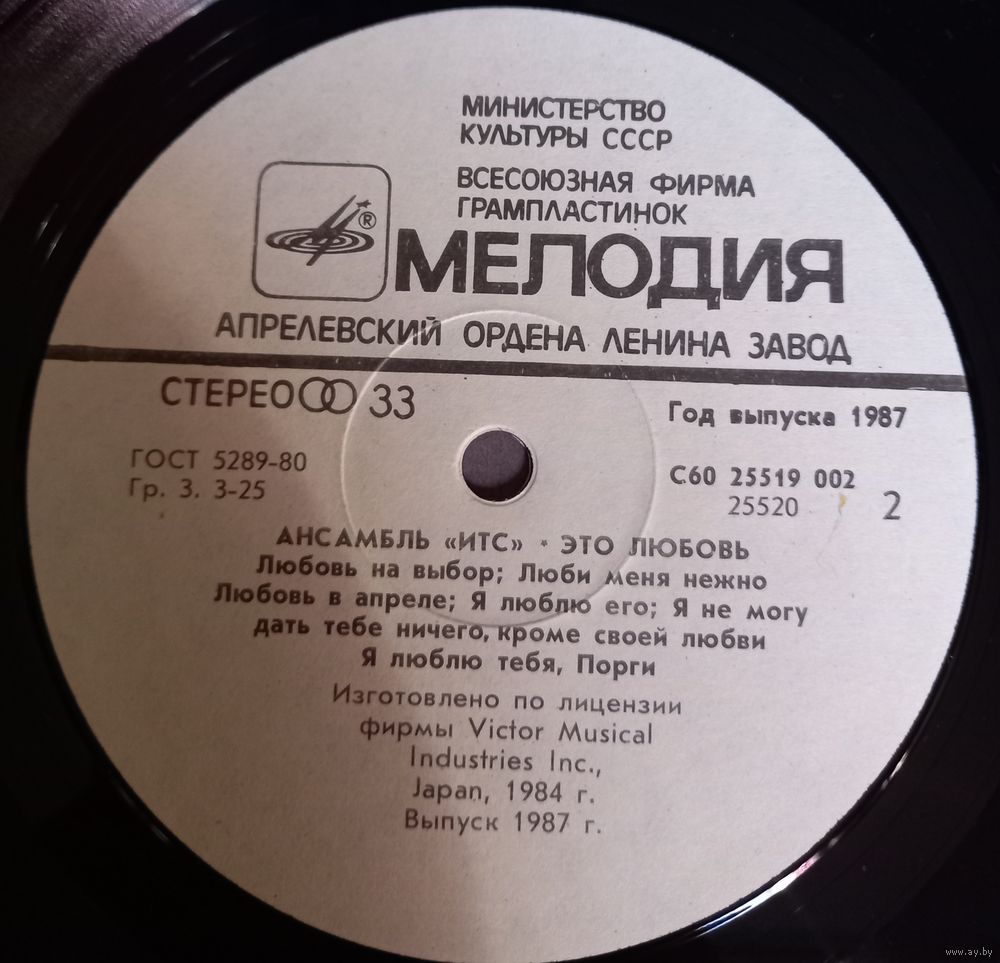 МИНИСТЕРСТВО
КУЛЬТУРЫ СССР
ВСЕСОЮЗНАЯ ФИРМА
ГРАМПЛАСТИНОК
®
МЕЛОДИЯ
АПРЕЛЕВСКИЙ ОРДЕНА ЛЕНИНА ЗАВОД
СТЕРЕО 33
Год выпуска 1987
ГОСТ 5289-80
Гр. 3. 3-25
С60 25519 002
25520
2
АНСАМБЛЬ «ИТС» • ЭТО ЛЮБОВЬ
Любовь на выбор; Люби меня нежно
Любовь в апреле; Я люблю его; Я не могу
дать тебе ничего, кроме своей любви
Я люблю тебя, Порги
Изготовлено по лицензии
фирмы Victor Musical
Industries Inc.,
Japan, 1984 г.
Выпуск 1987 г.
www.ay.by